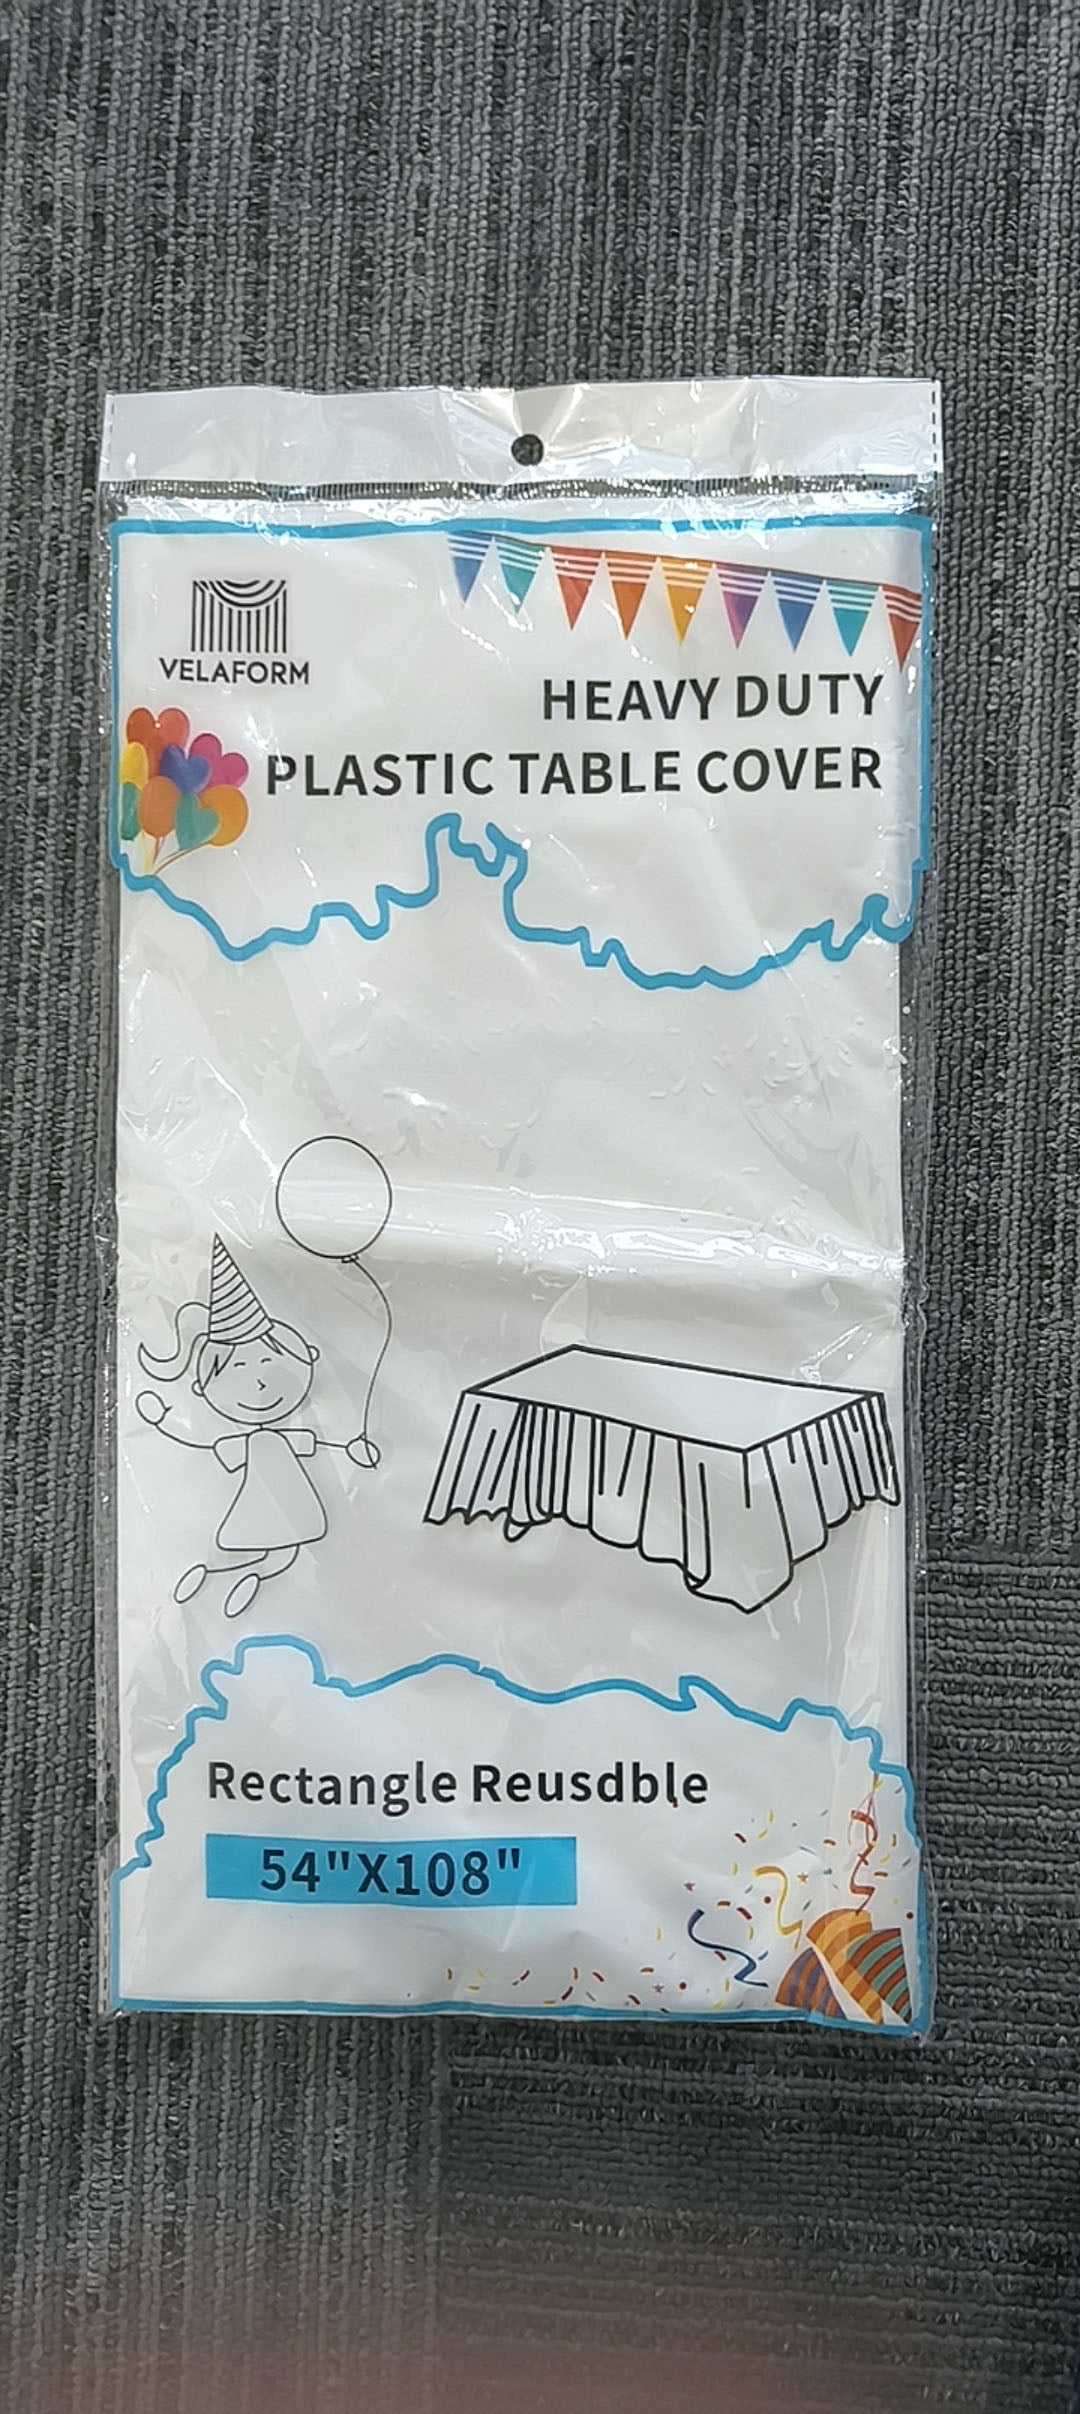 VELAFORM
HEAVY DUTY
PLASTIC TABLE COVER
Rectangle Reusdble
54"X108"